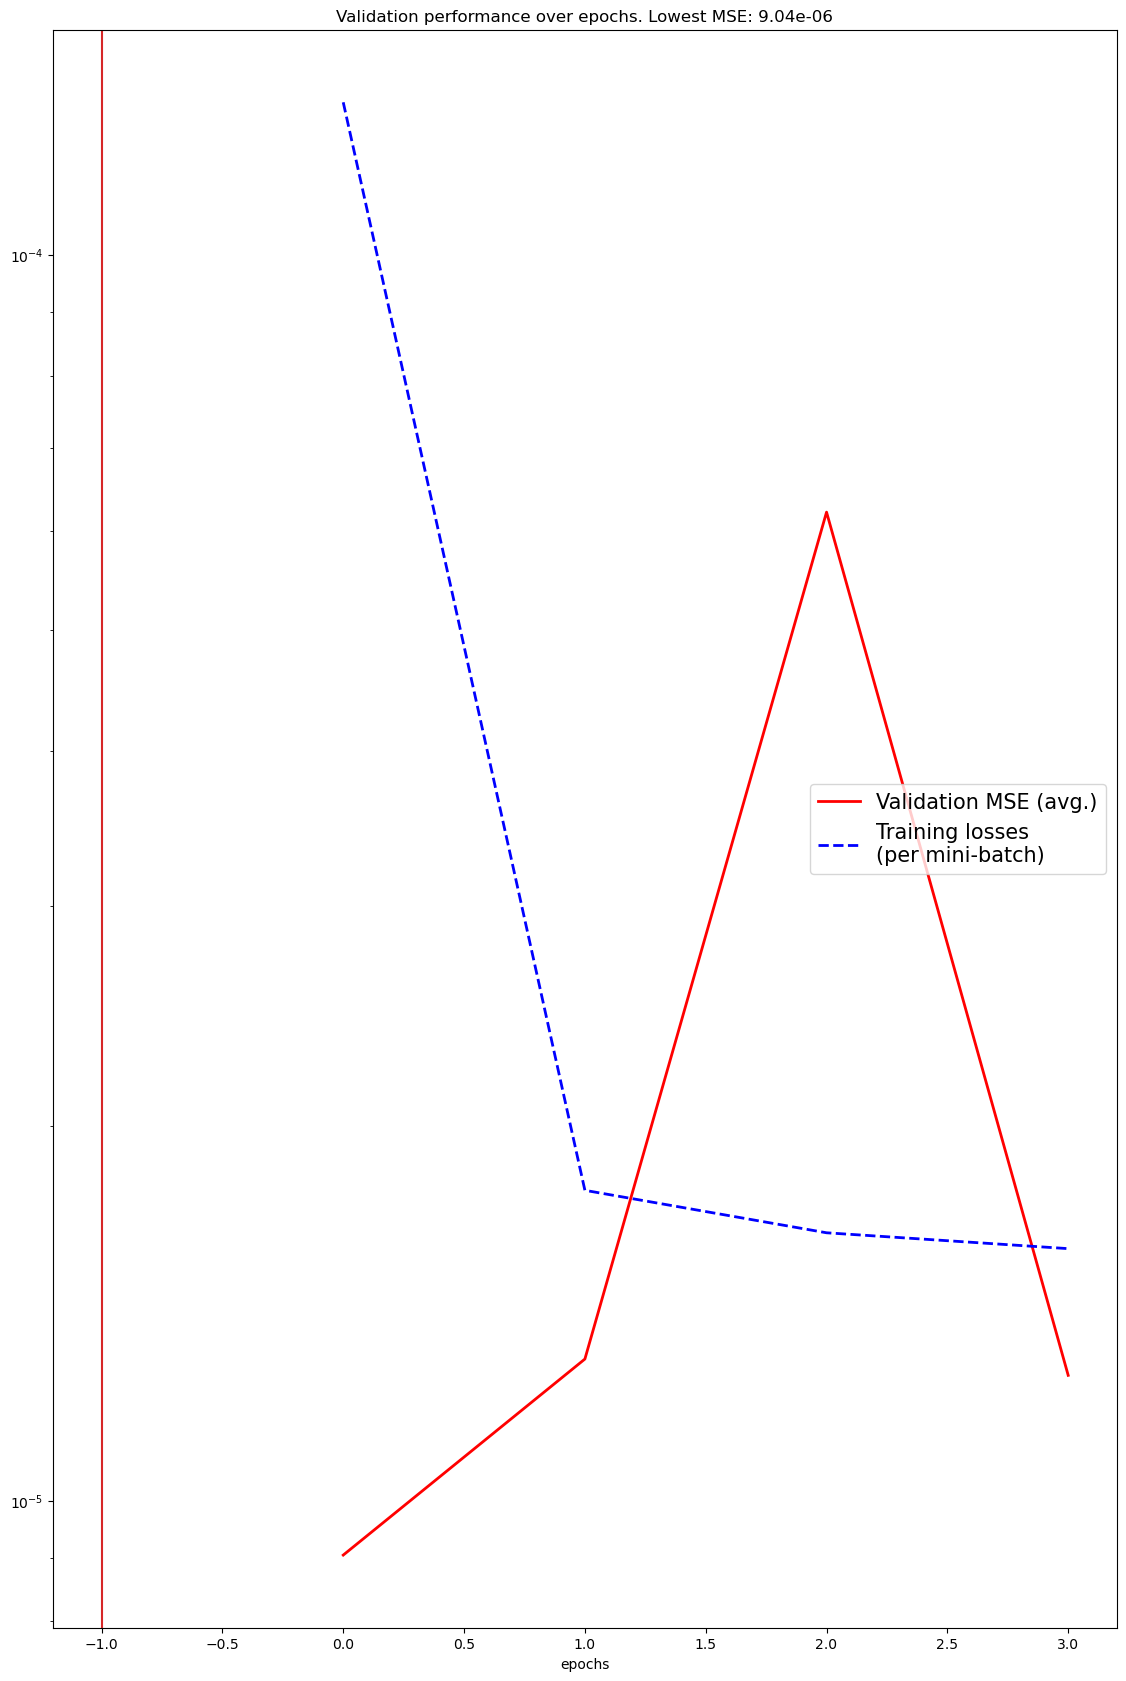 Validation performance over epochs. Lowest MSE: 9.04e-06
10⁻⁴
10⁻⁵
Validation MSE (avg.)
Training losses
(per mini-batch)
−1.0 −0.5 0.0 0.5 1.0 1.5 2.0 2.5 3.0
epochs